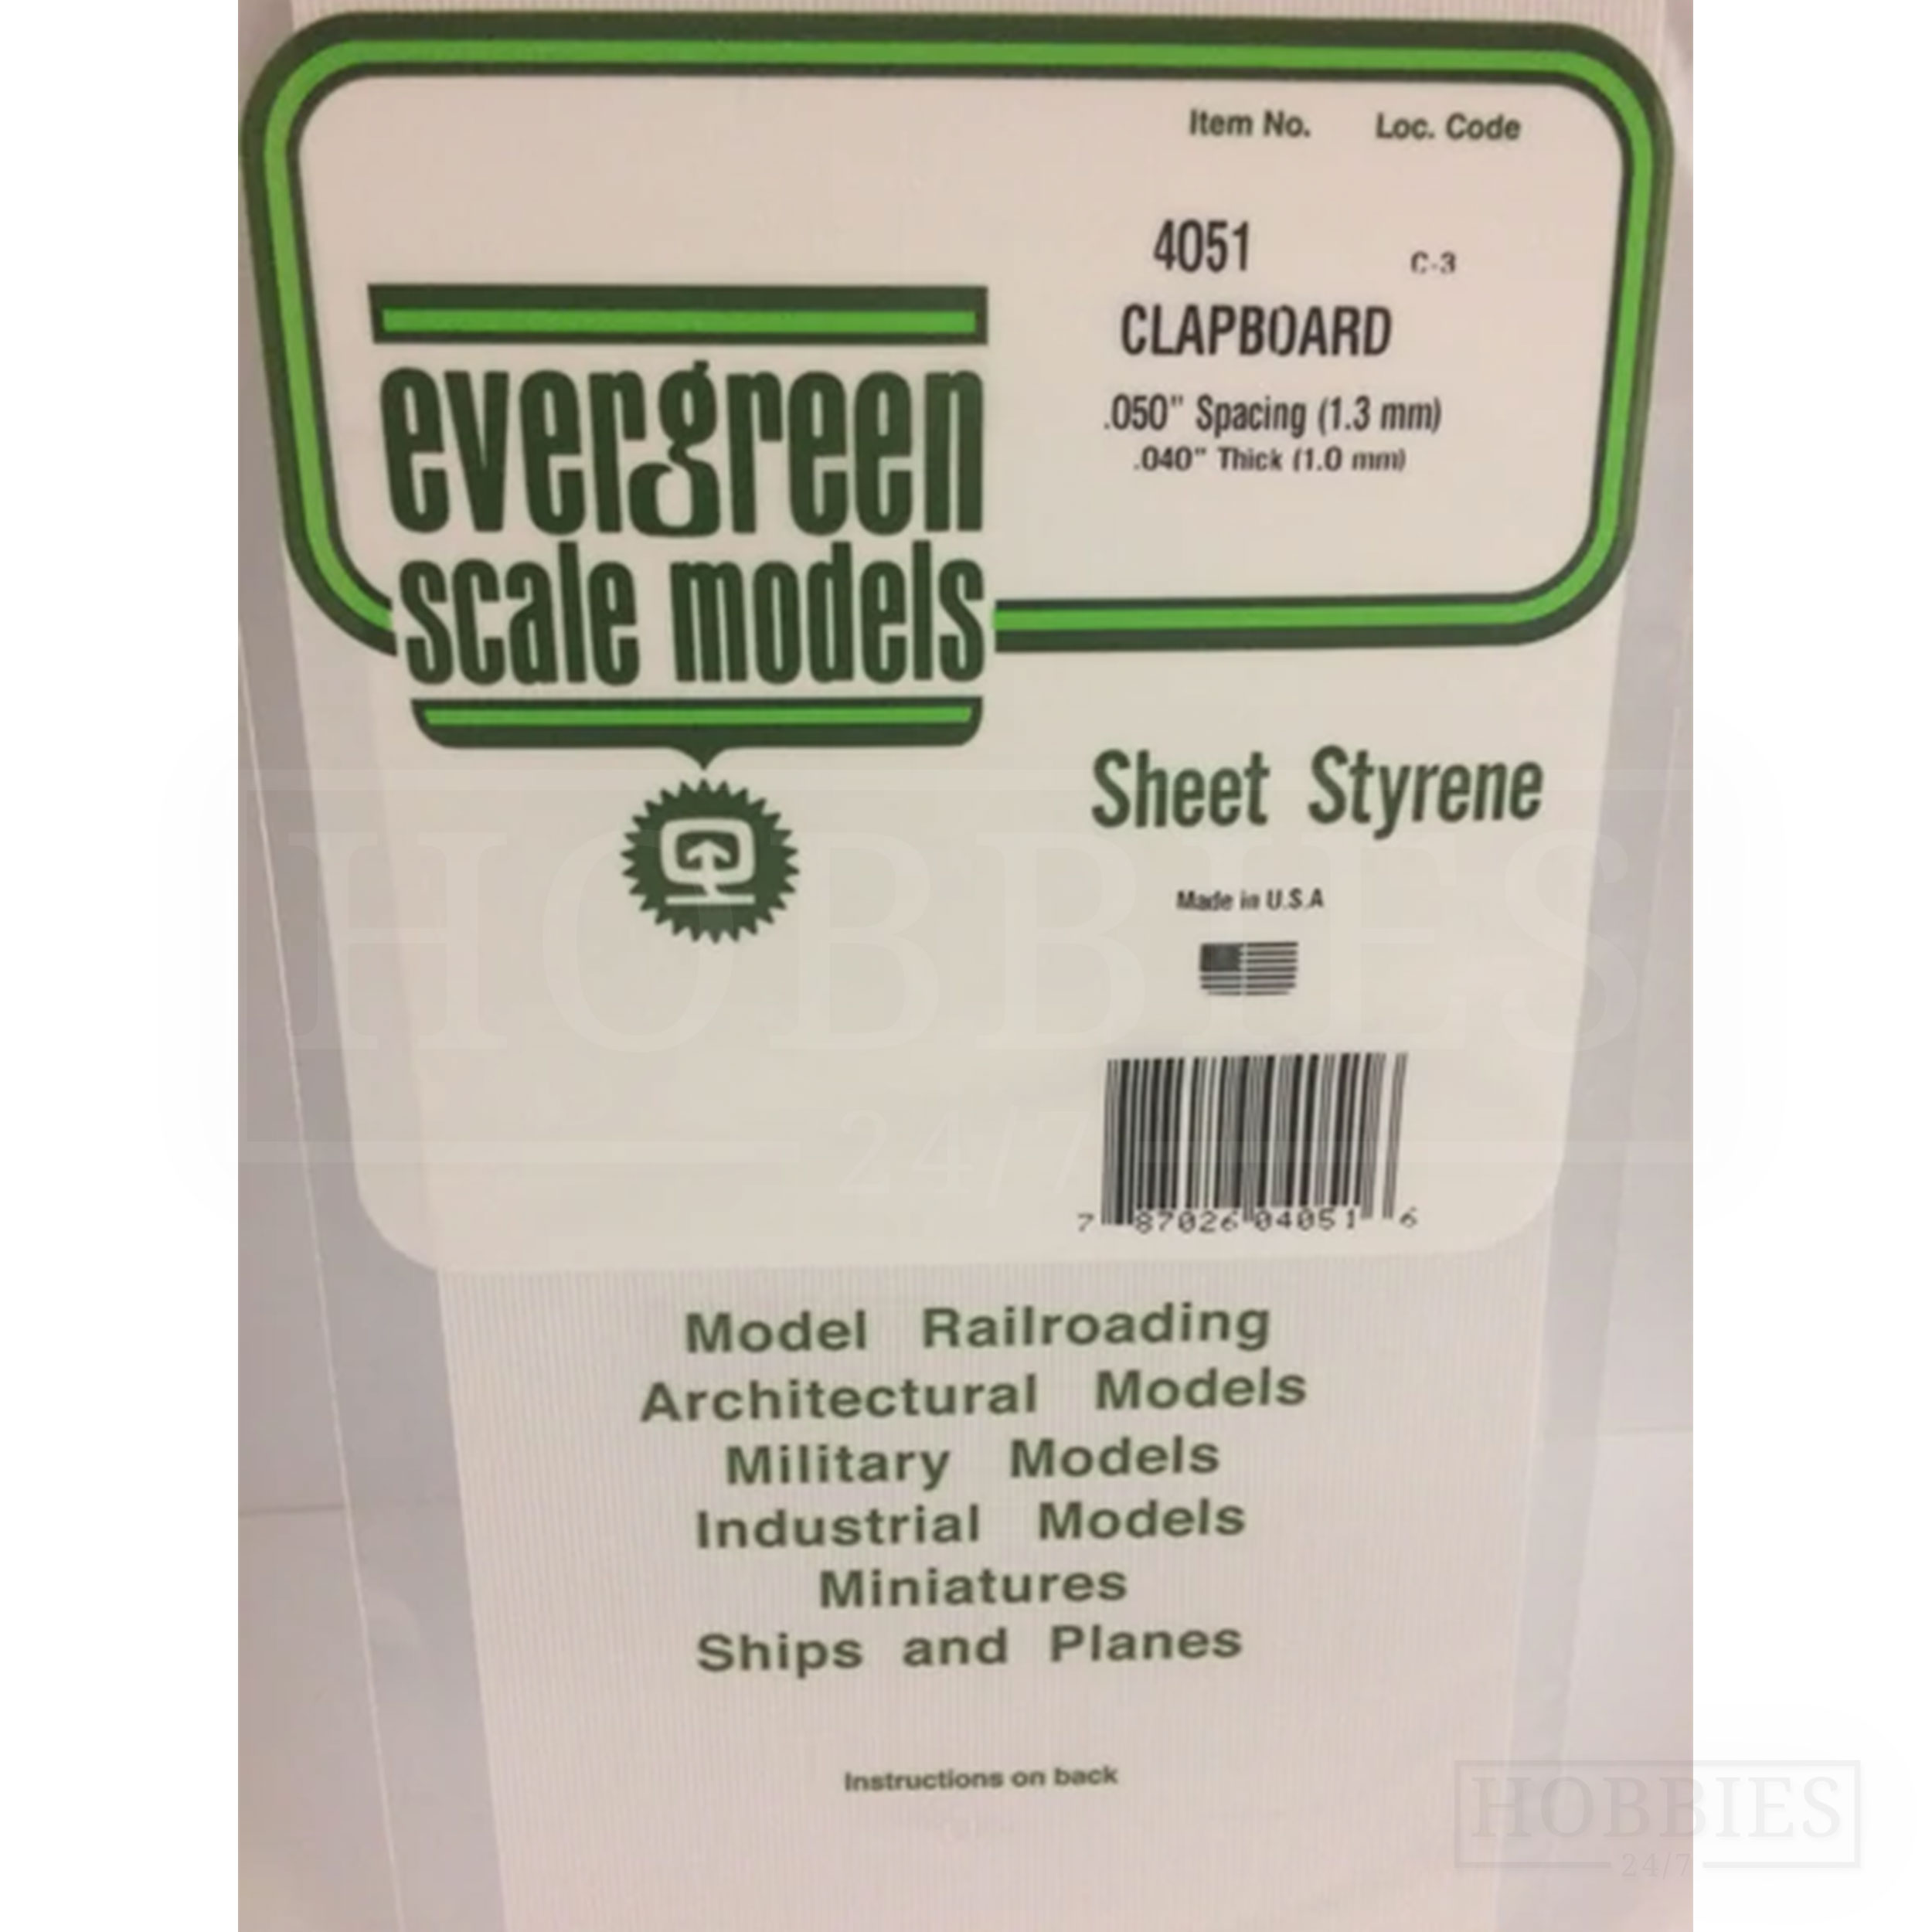 Item No. Loc. Code
4051 C-3
CLAPBOARD
.050" Spacing (1.3 mm)
.040" Thick (1.0 mm)
evergreen
scale models
Sheet Styrene
Made in U.S.A
7 87026 04051 6
HOBBIES
24/7
Model Railroading
Architectural Models
Military Models
Industrial Models
Miniatures
Ships and Planes
Instructions on back
HOBBIES
24/7